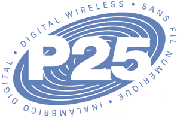 P25
DIGITAL • DIGITAL WIRELESS • SANS FIL NUMÉRIQUE • INALÁMBRICO